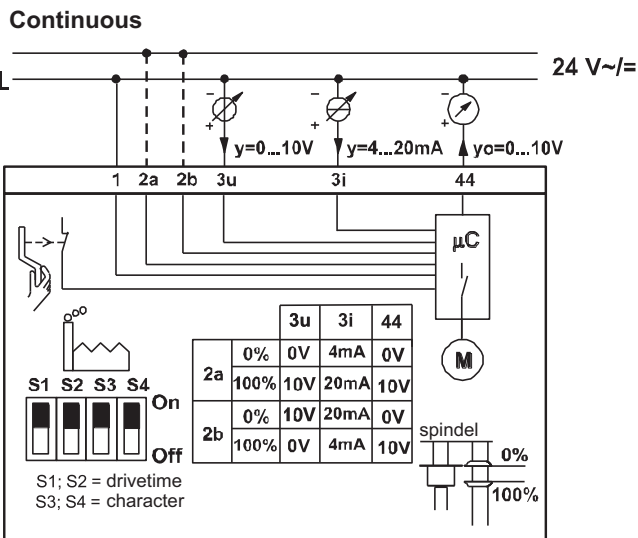 Continuous
L
24 V~/=
− − −
+ + +
y=0...10V y=4...20mA yo=0...10V
1 2a 2b 3u 3i 44
µC
M
3u 3i 44
2a 0% 0V 4mA 0V
100% 10V 20mA 10V
2b 0% 10V 20mA 0V
100% 0V 4mA 10V
S1 S2 S3 S4
On
Off
S1; S2 = drivetime
S3; S4 = character
spindel
0%
100%